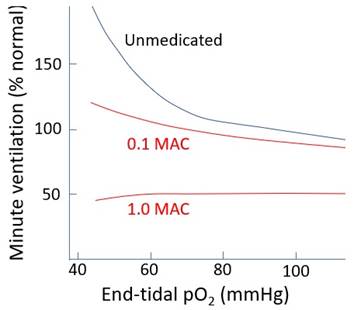 Minute ventilation (% normal)
Unmedicated
150
100
0.1 MAC
50
1.0 MAC
40
60
80
100
End-tidal pO₂ (mmHg)